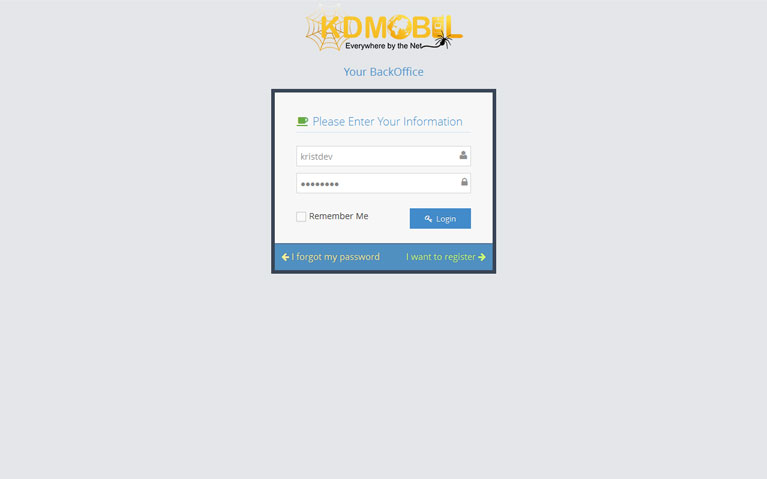 KDMOBIL
Everywhere by the Net
Your BackOffice
Please Enter Your Information
kristdev
••••••••
Remember Me
Login
I forgot my password
I want to register